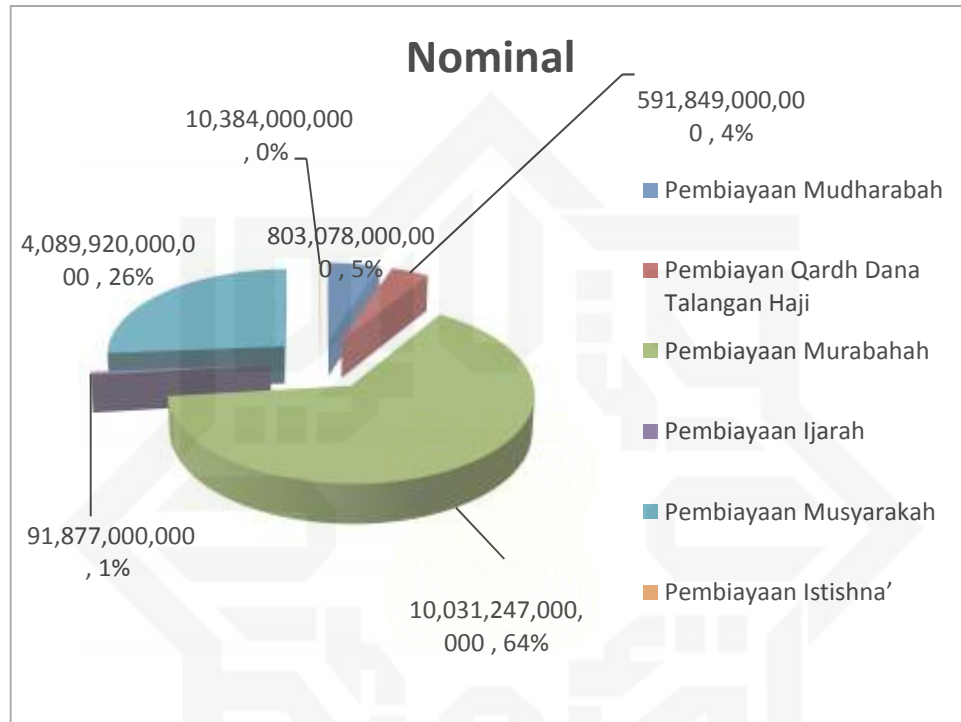 Nominal
10,384,000,000
, 0%
591,849,000,00
0 , 4%
4,089,920,000,0
00 , 26%
803,078,000,00
0 , 5%
91,877,000,000
, 1%
10,031,247,000,
000 , 64%
Pembiayaan Mudharabah
Pembiayan Qardh Dana
Talangan Haji
Pembiayaan Murabahah
Pembiayaan Ijarah
Pembiayaan Musyarakah
Pembiayaan Istishna’